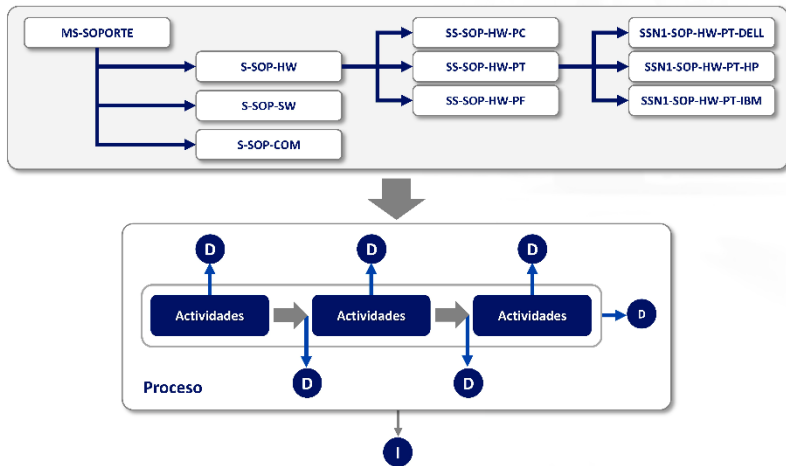 MS-SOPORTE
S-SOP-HW
S-SOP-SW
S-SOP-COM
SS-SOP-HW-PC
SS-SOP-HW-PT
SS-SOP-HW-PF
SSN1-SOP-HW-PT-DELL
SSN1-SOP-HW-PT-HP
SSN1-SOP-HW-PT-IBM
D
D
D
Actividades
Actividades
Actividades
D
D
D
Proceso
I